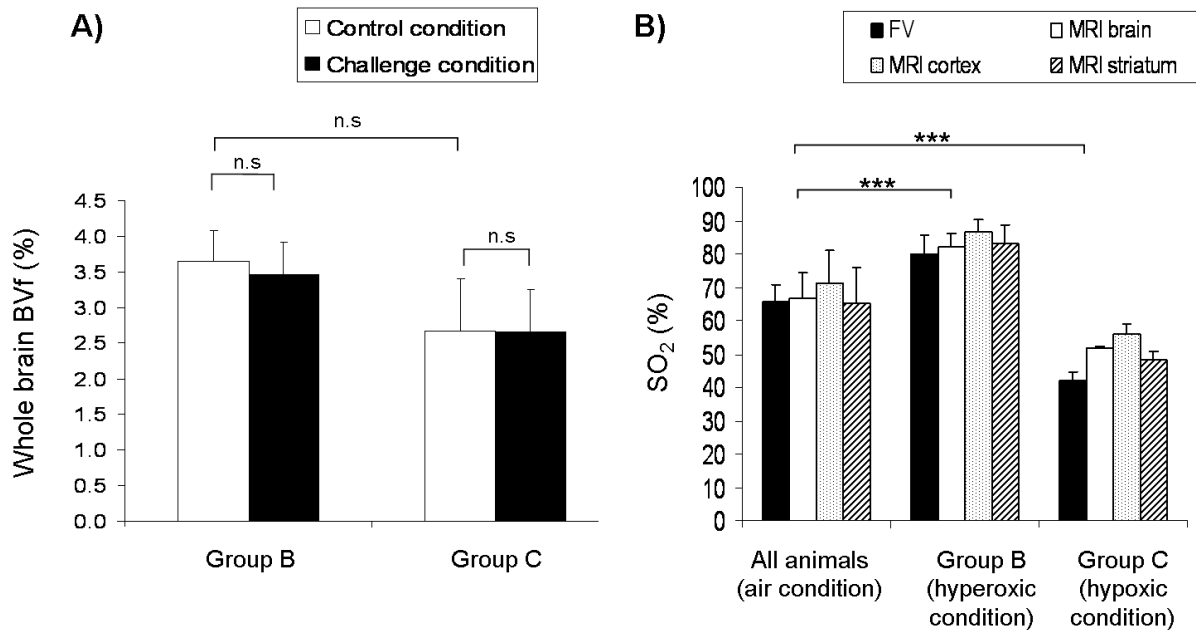 A)
Control condition
Challenge condition
n.s
n.s
n.s
4.5
4.0
3.5
3.0
2.5
2.0
1.5
1.0
0.5
0.0
Whole brain BVf (%)
Group B
Group C
B)
FV
MRI brain
MRI cortex
MRI striatum
***
***
100
90
80
70
60
50
40
30
20
10
0
SO₂ (%)
All animals
(air condition)
Group B
(hyperoxic
condition)
Group C
(hypoxic
condition)